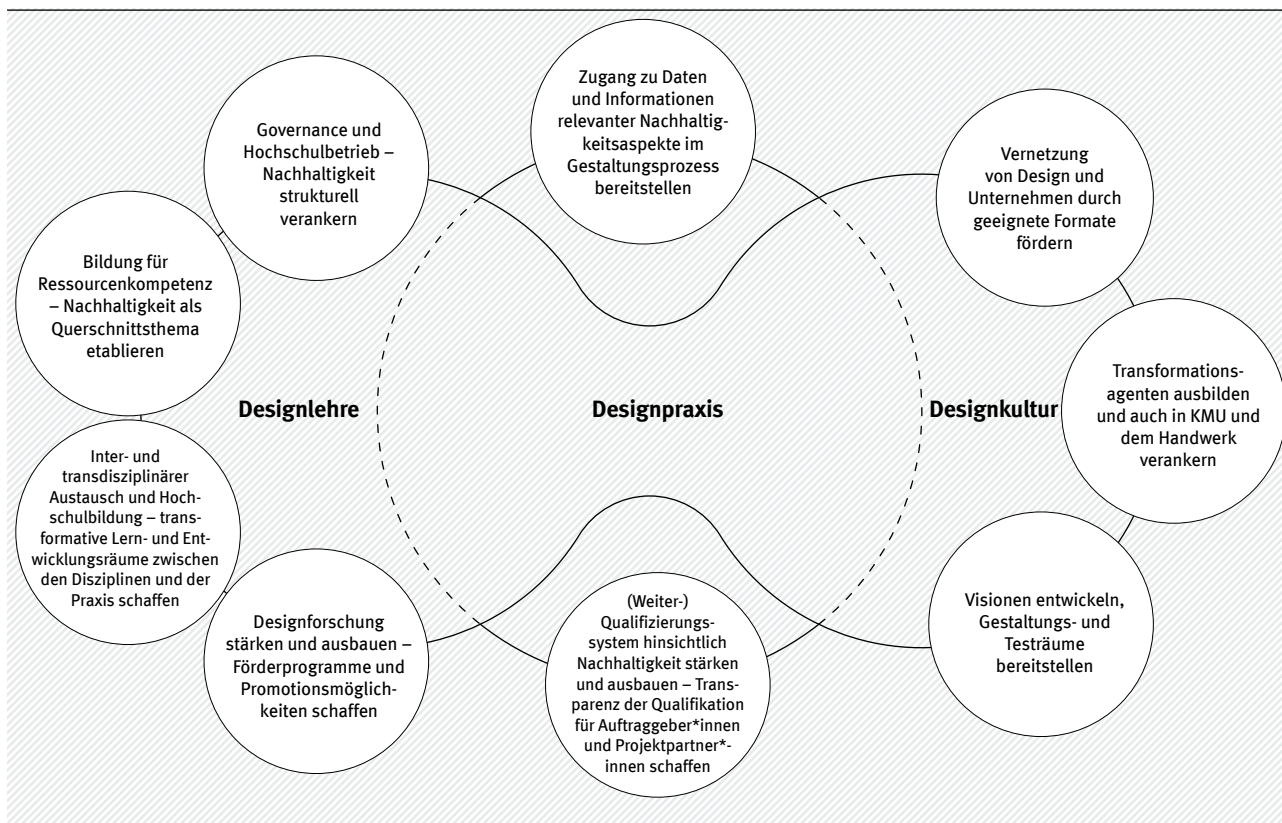 Zugang zu Daten
und Informationen
relevanter Nachhaltig-
keitsaspekte im
Gestaltungsprozess
bereitstellen
Governance und
Hochschulbetrieb –
Nachhaltigkeit
strukturell
verankern
Vernetzung
von Design und
Unternehmen durch
geeignete Formate
fördern
Bildung für
Ressourcenkompetenz
– Nachhaltigkeit als
Querschnittsthema
etablieren
Transformations-
agenten ausbilden
und auch in KMU und
dem Handwerk
verankern
Designlehre
Designpraxis
Designkultur
Inter- und
transdisziplinärer
Austausch und Hoch-
schulbildung – trans-
formative Lern- und Ent-
wicklungsräume zwischen
den Disziplinen und der
Praxis schaffen
Visionen entwickeln,
Gestaltungs- und
Testräume
bereitstellen
Designforschung
stärken und ausbauen –
Förderprogramme und
Promotionsmöglich-
keiten schaffen
(Weiter-)
Qualifizierungs-
system hinsichtlich
Nachhaltigkeit stärken
und ausbauen – Trans-
parenz der Qualifikation
für Auftraggeber*innen
und Projektpartner*-
innen schaffen